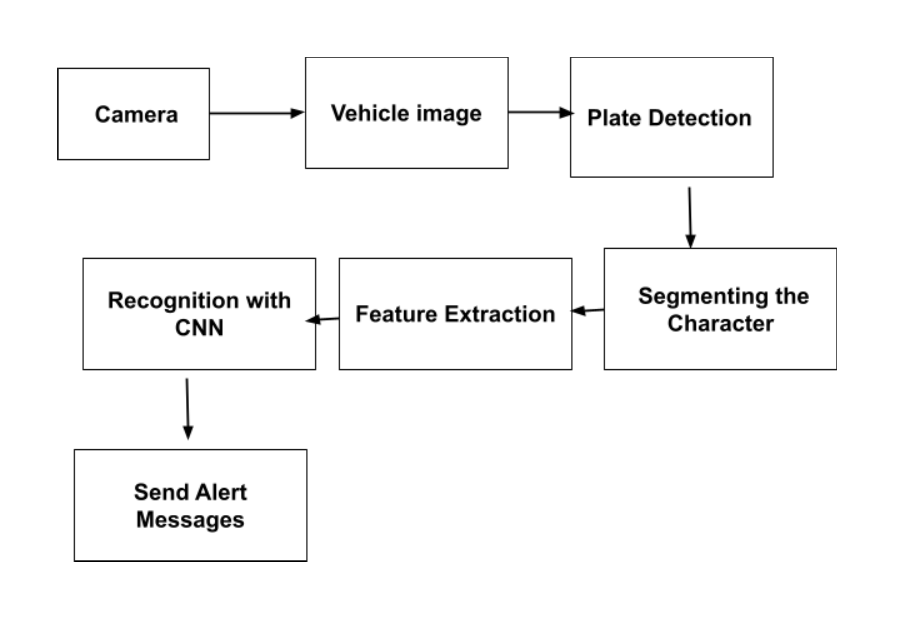 Camera
Vehicle image
Plate Detection
Segmenting the
Character
Feature Extraction
Recognition with
CNN
Send Alert
Messages